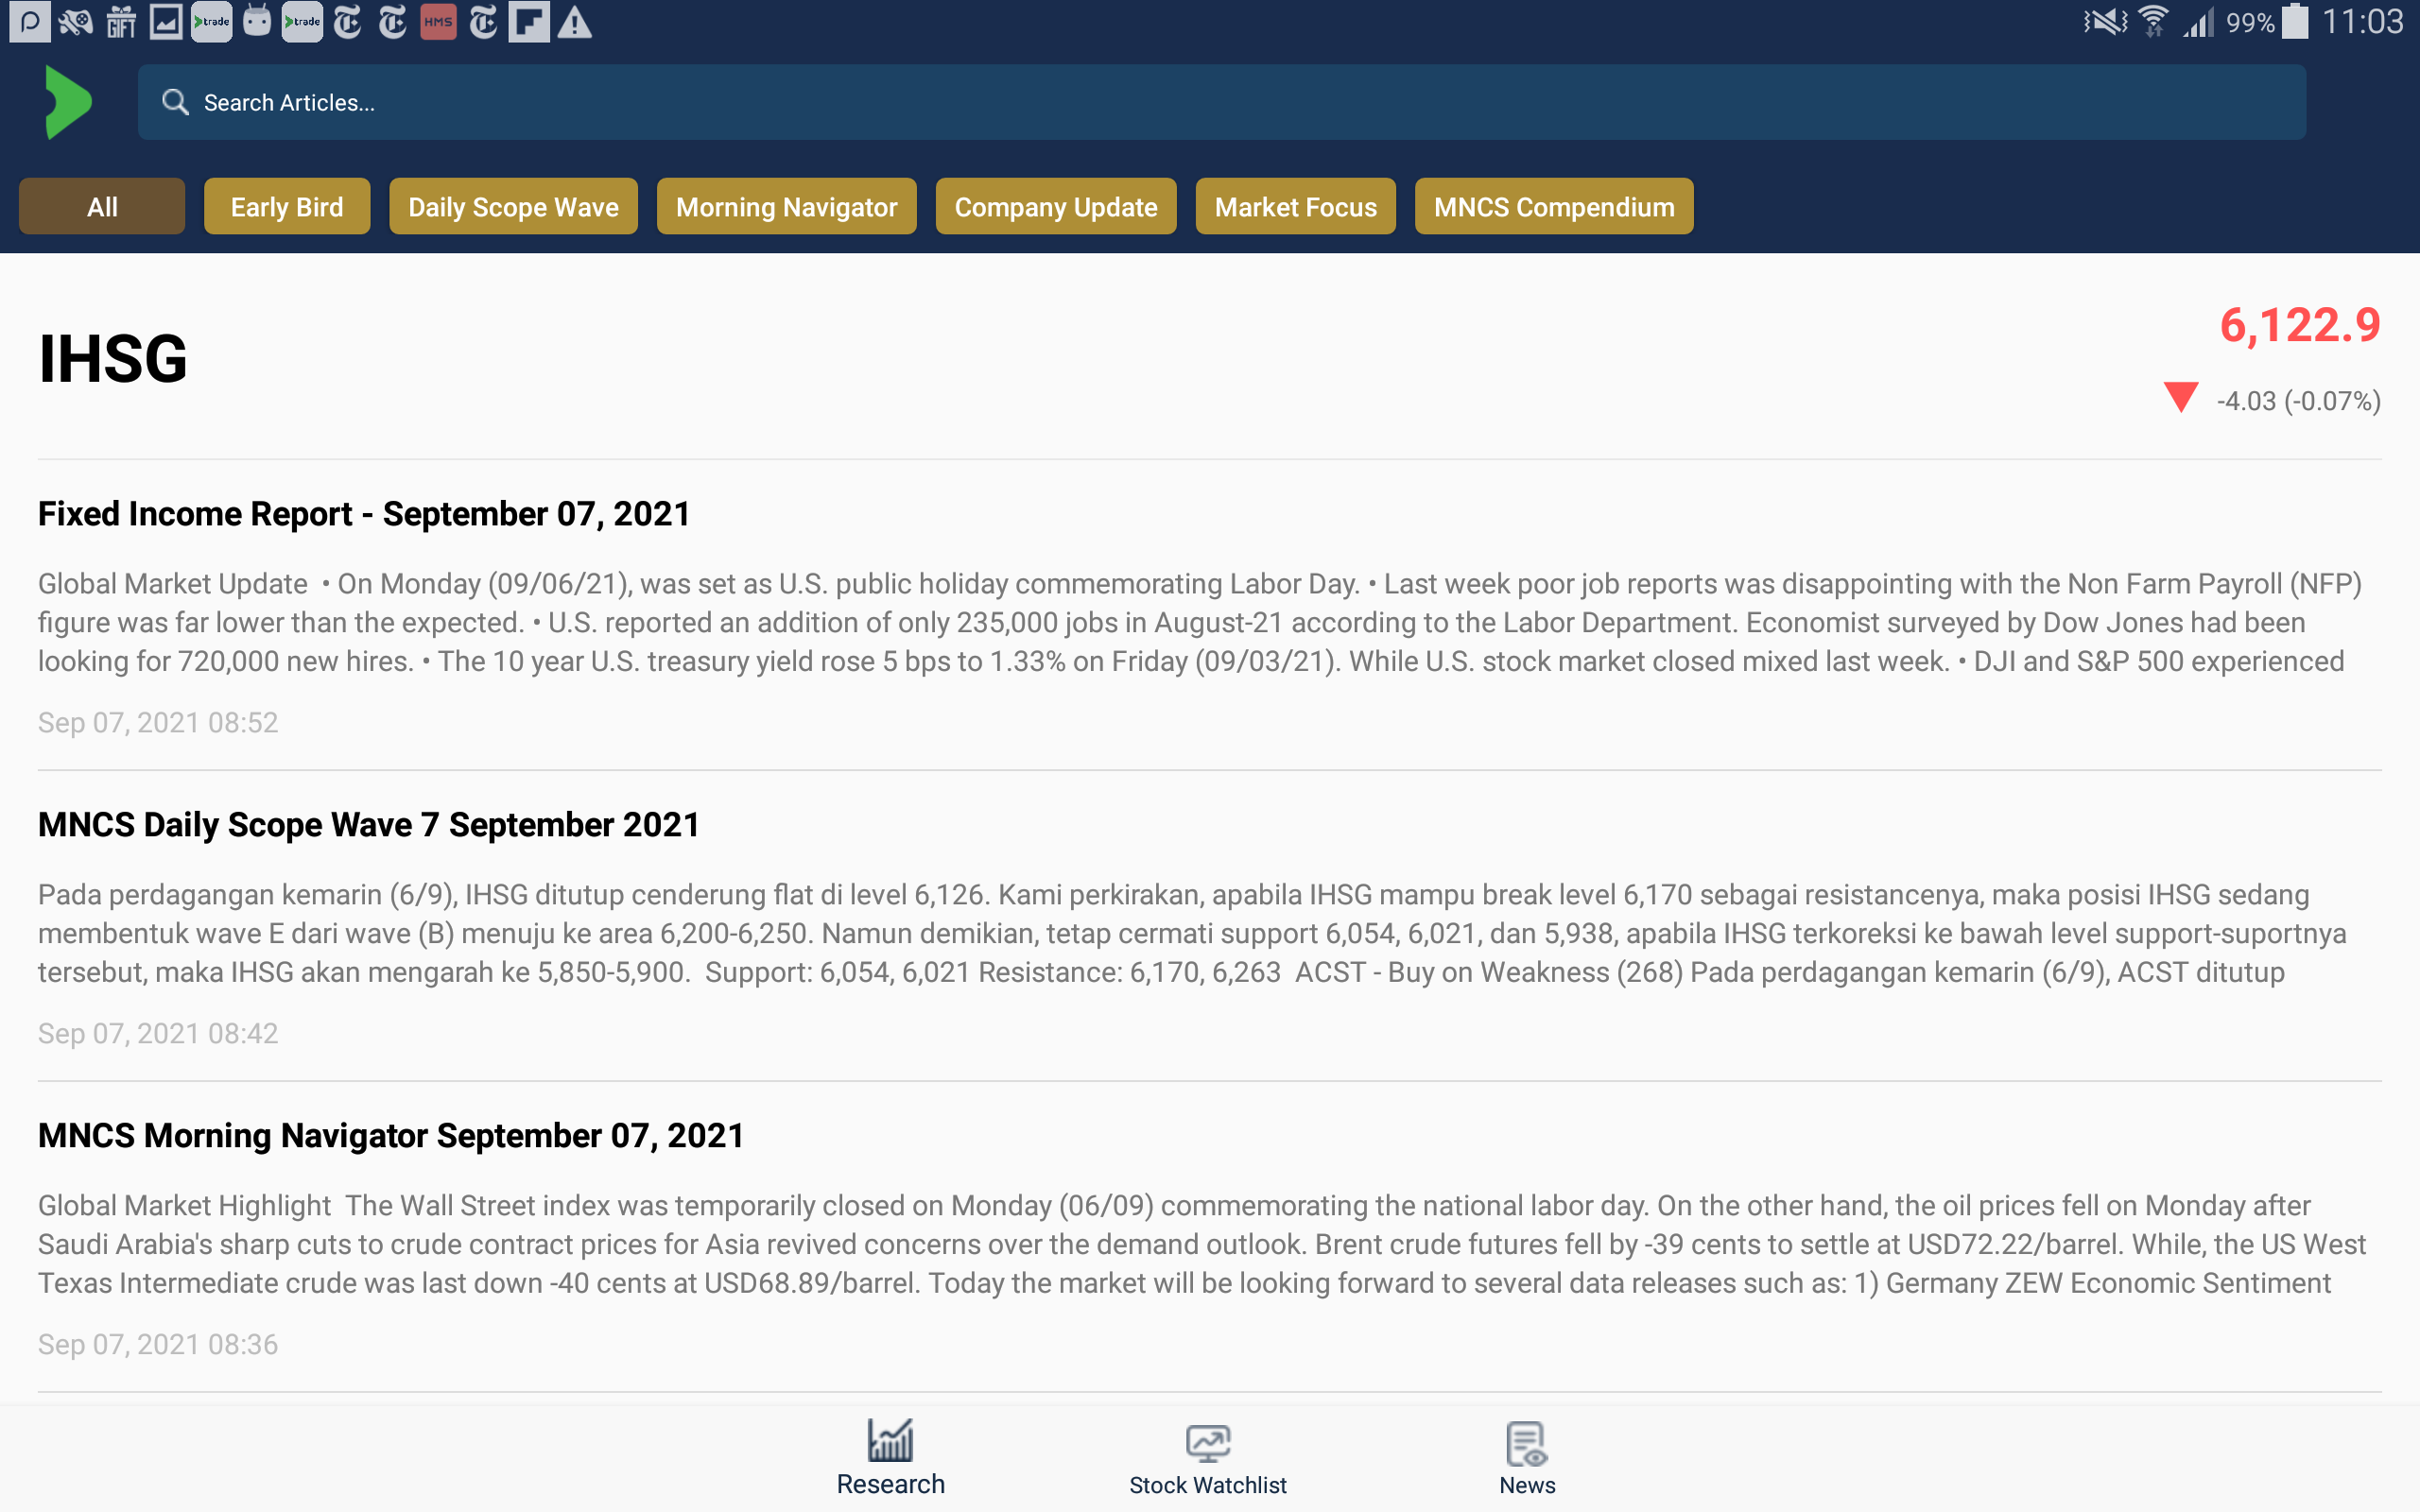 GIFT trade trade HMS 99% 11:03
Search Articles...
All Early Bird Daily Scope Wave Morning Navigator Company Update Market Focus MNCS Compendium
IHSG
6,122.9
-4.03 (-0.07%)
Fixed Income Report - September 07, 2021
Global Market Update • On Monday (09/06/21), was set as U.S. public holiday commemorating Labor Day. • Last week poor job reports was disappointing with the Non Farm Payroll (NFP)
figure was far lower than the expected. • U.S. reported an addition of only 235,000 jobs in August-21 according to the Labor Department. Economist surveyed by Dow Jones had been
looking for 720,000 new hires. • The 10 year U.S. treasury yield rose 5 bps to 1.33% on Friday (09/03/21). While U.S. stock market closed mixed last week. • DJI and S&P 500 experienced
Sep 07, 2021 08:52
MNCS Daily Scope Wave 7 September 2021
Pada perdagangan kemarin (6/9), IHSG ditutup cenderung flat di level 6,126. Kami perkirakan, apabila IHSG mampu break level 6,170 sebagai resistancenya, maka posisi IHSG sedang
membentuk wave E dari wave (B) menuju ke area 6,200-6,250. Namun demikian, tetap cermati support 6,054, 6,021, dan 5,938, apabila IHSG terkoreksi ke bawah level support-suportnya
tersebut, maka IHSG akan mengarah ke 5,850-5,900. Support: 6,054, 6,021 Resistance: 6,170, 6,263 ACST - Buy on Weakness (268) Pada perdagangan kemarin (6/9), ACST ditutup
Sep 07, 2021 08:42
MNCS Morning Navigator September 07, 2021
Global Market Highlight The Wall Street index was temporarily closed on Monday (06/09) commemorating the national labor day. On the other hand, the oil prices fell on Monday after
Saudi Arabia's sharp cuts to crude contract prices for Asia revived concerns over the demand outlook. Brent crude futures fell by -39 cents to settle at USD72.22/barrel. While, the US West
Texas Intermediate crude was last down -40 cents at USD68.89/barrel. Today the market will be looking forward to several data releases such as: 1) Germany ZEW Economic Sentiment
Sep 07, 2021 08:36
Research Stock Watchlist News